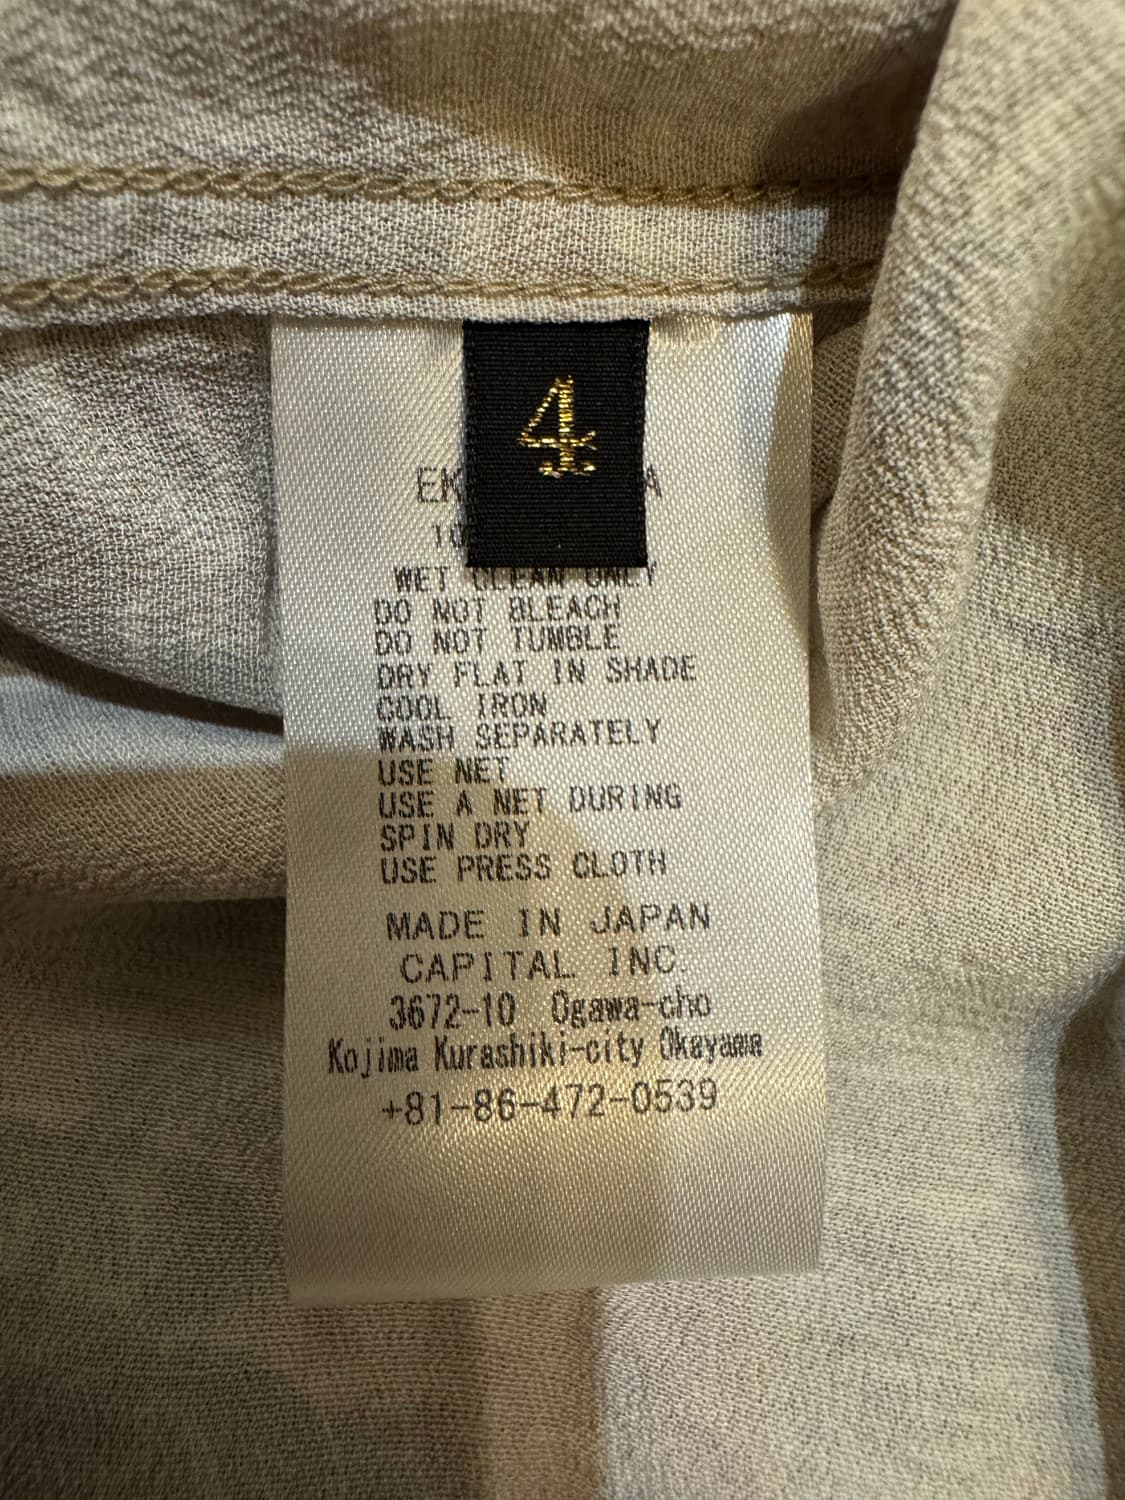 4
WET CLEAN ONLY
DO NOT BLEACH
DO NOT TUMBLE
DRY FLAT IN SHADE
COOL IRON
WASH SEPARATELY
USE NET
USE A NET DURING
SPIN DRY
USE PRESS CLOTH
MADE IN JAPAN
CAPITAL INC.
3672-10 Ogawa-cho
Kojima Kurashiki-city Okayama
+81-86-472-0539